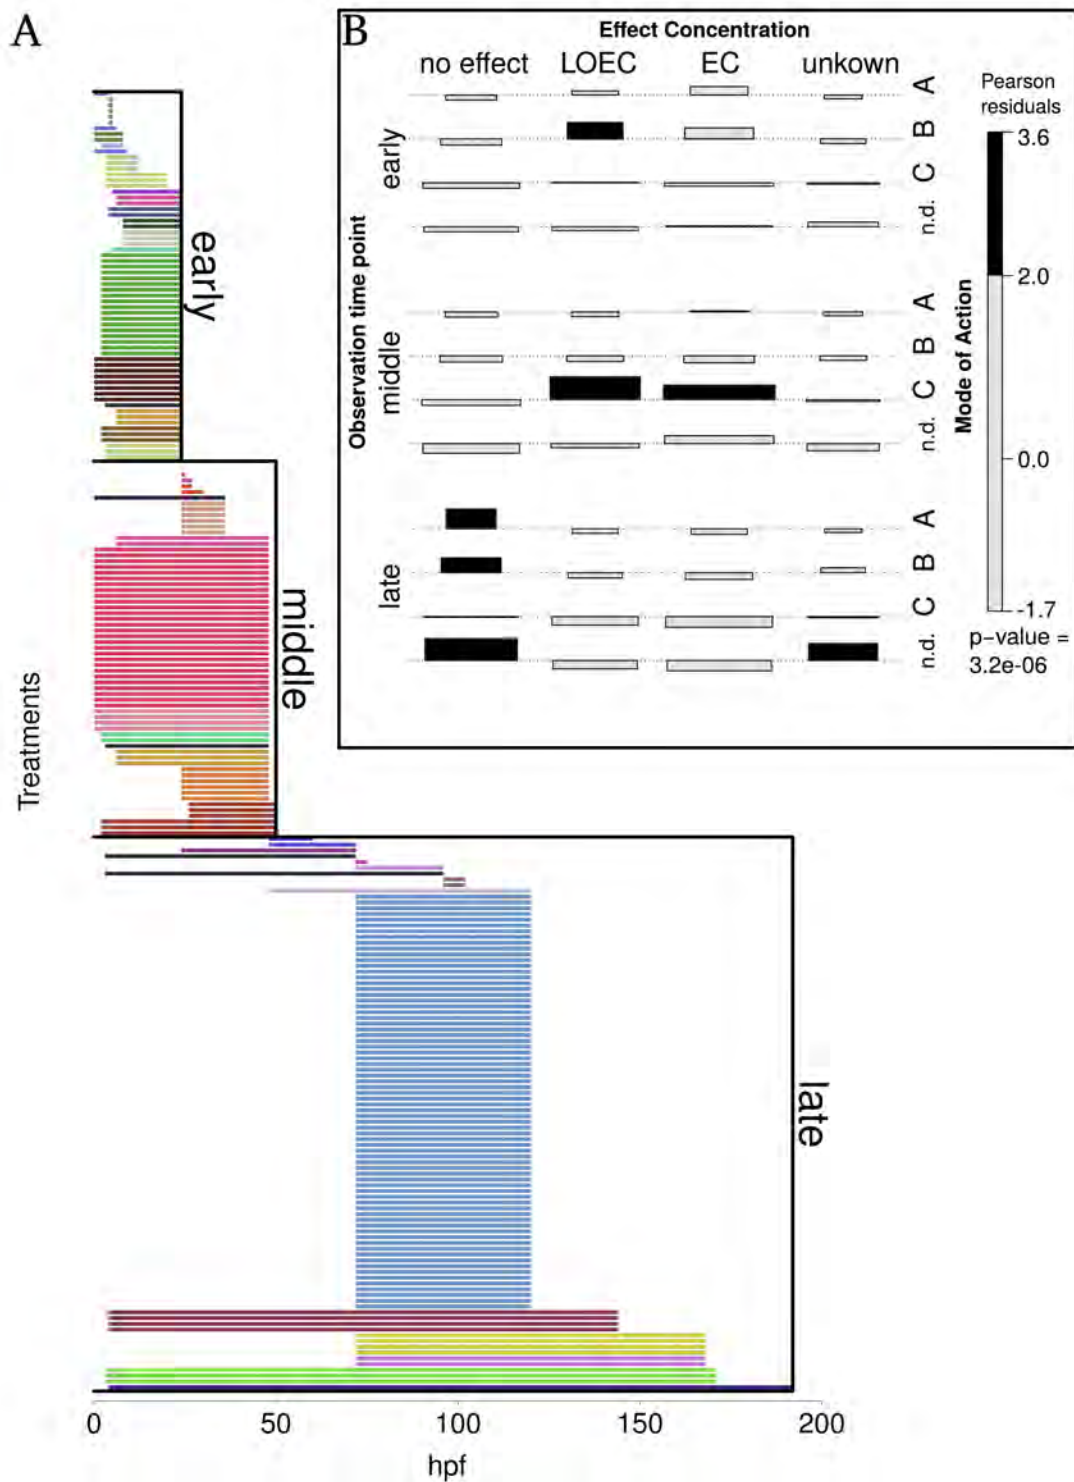 A
B
Effect Concentration
no effect LOEC EC unkown
Pearson
residuals
3.6
2.0
0.0
-1.7
p-value =
3.2e-06
Observation time point
early
middle
late
Mode of Action
A
B
C
n.d.
A
B
C
n.d.
A
B
C
n.d.
early
middle
late
Treatments
0 50 100 150 200
hpf